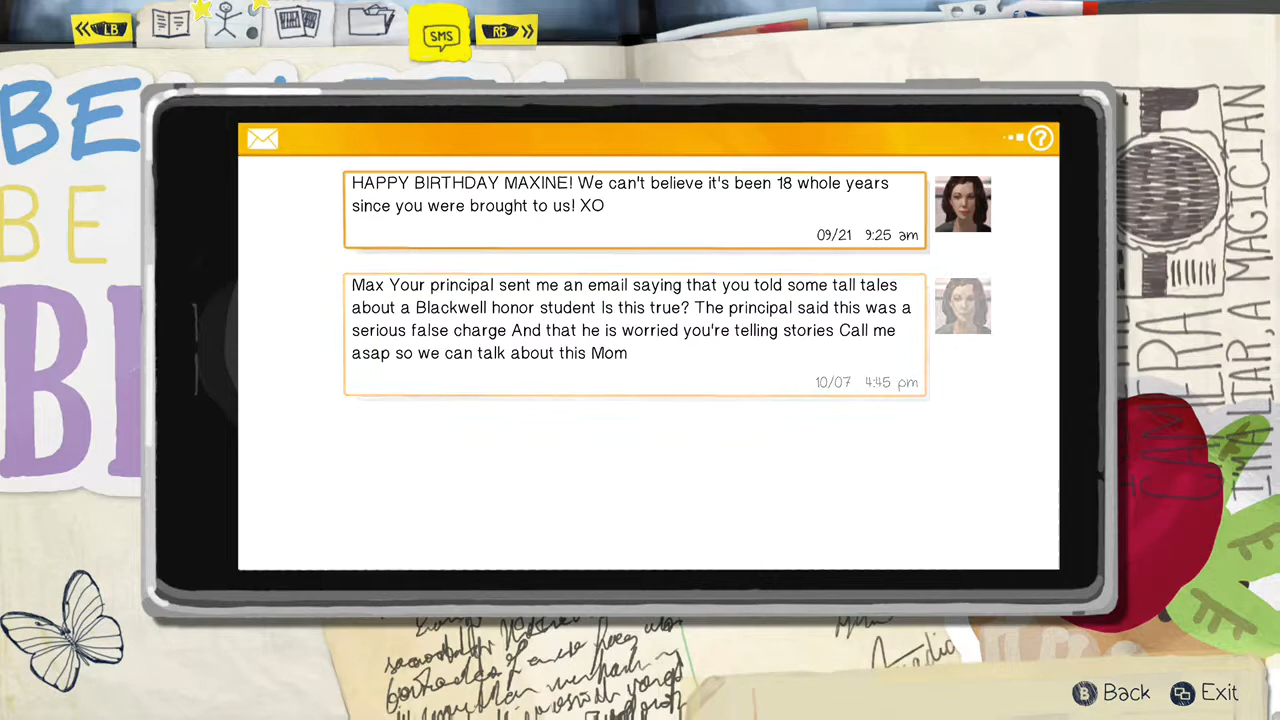 LB
SMS
RB
HAPPY BIRTHDAY MAXINE! We can't believe it's been 18 whole years
since you were brought to us! XO
09/21 9:25 am
Max Your principal sent me an email saying that you told some tall tales
about a Blackwell honor student Is this true? The principal said this was a
serious false charge And that he is worried you're telling stories Call me
asap so we can talk about this Mom
10/07 4:45 pm
BE
BE
CAMERA
I'M A LIAR, A MAGICIAN
B Back Exit